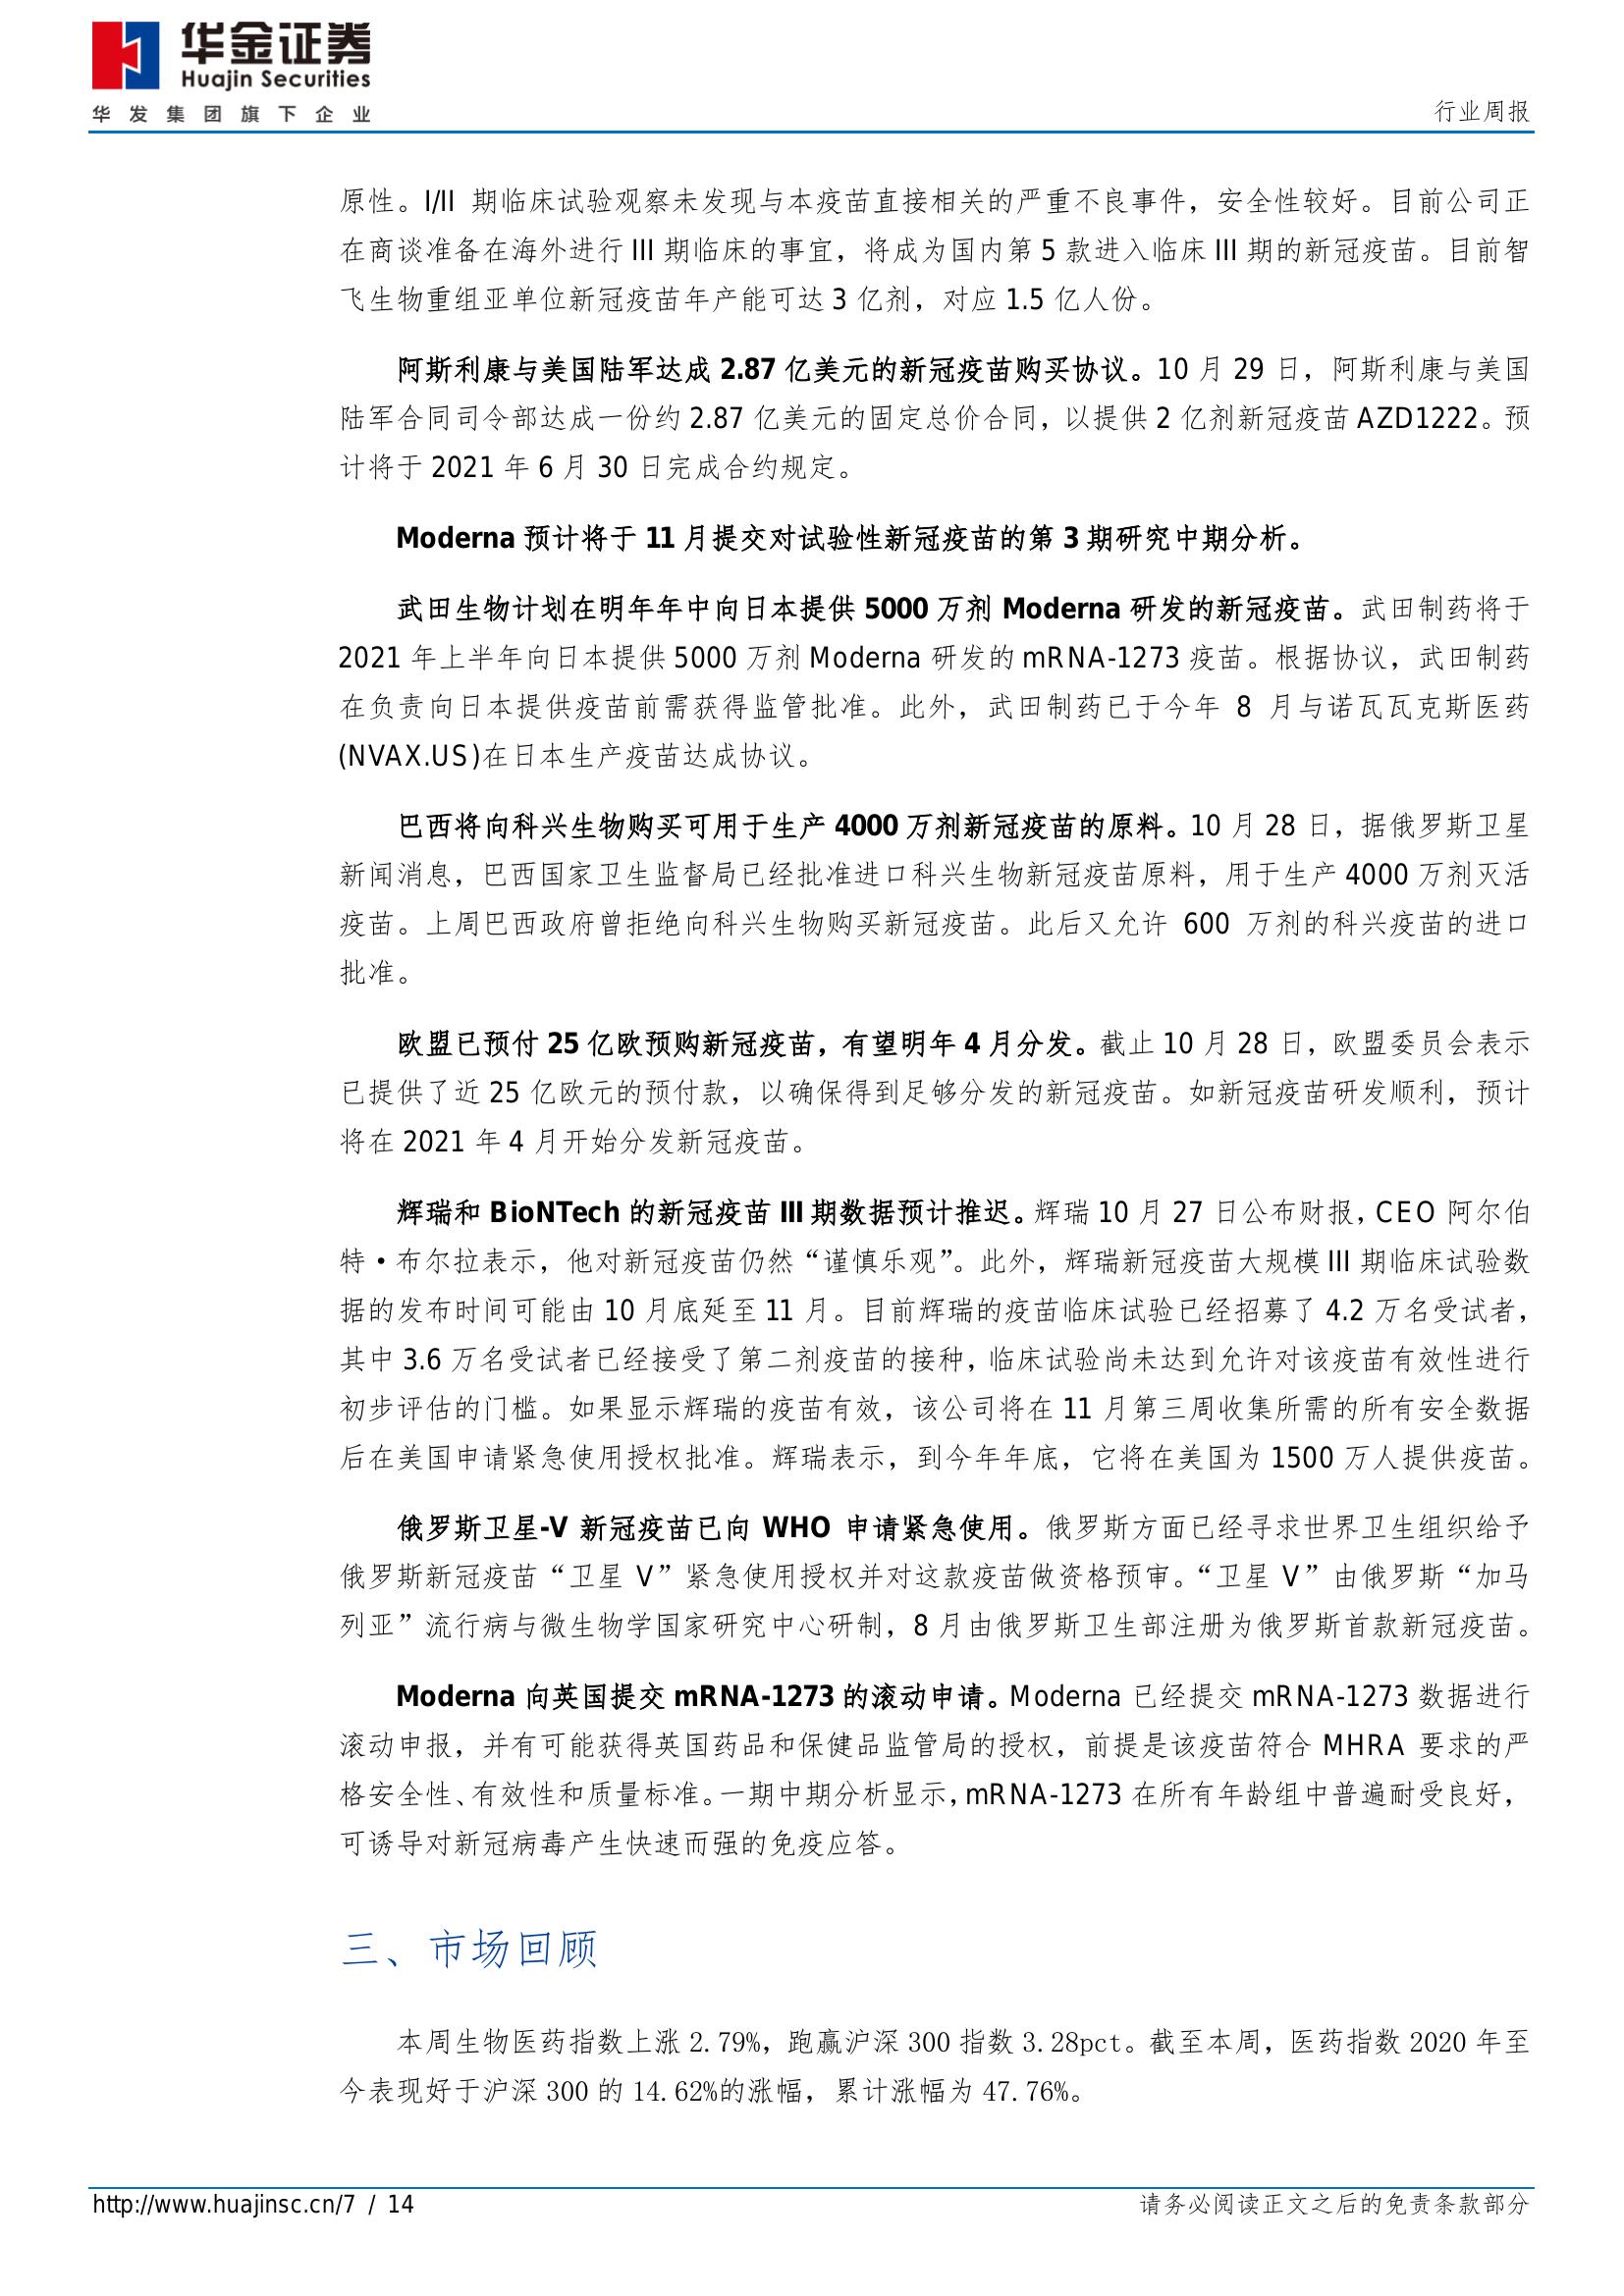 华金证券
Huajin Securities
华发集团旗下企业
行业周报
原性。I/II 期临床试验观察未发现与本疫苗直接相关的严重不良事件，安全性较好。目前公司正
在商谈准备在海外进行 III 期临床的事宜，将成为国内第 5 款进入临床 III 期的新冠疫苗。目前智
飞生物重组亚单位新冠疫苗年产能可达 3 亿剂，对应 1.5 亿人份。
阿斯利康与美国陆军达成 2.87 亿美元的新冠疫苗购买协议。10 月 29 日，阿斯利康与美国
陆军合同司令部达成一份约 2.87 亿美元的固定总价合同，以提供 2 亿剂新冠疫苗 AZD1222。预
计将于 2021 年 6 月 30 日完成合约规定。
Moderna 预计将于 11 月提交对试验性新冠疫苗的第 3 期研究中期分析。
武田生物计划在明年年中向日本提供 5000 万剂 Moderna 研发的新冠疫苗。武田制药将于
2021 年上半年向日本提供 5000 万剂 Moderna 研发的 mRNA-1273 疫苗。根据协议，武田制药
在负责向日本提供疫苗前需获得监管批准。此外，武田制药已于今年 8 月与诺瓦瓦克斯医药
(NVAX.US)在日本生产疫苗达成协议。
巴西将向科兴生物购买可用于生产 4000 万剂新冠疫苗的原料。10 月 28 日，据俄罗斯卫星
新闻消息，巴西国家卫生监督局已经批准进口科兴生物新冠疫苗原料，用于生产 4000 万剂灭活
疫苗。上周巴西政府曾拒绝向科兴生物购买新冠疫苗。此后又允许 600 万剂的科兴疫苗的进口
批准。
欧盟已预付 25 亿欧预购新冠疫苗，有望明年 4 月分发。截止 10 月 28 日，欧盟委员会表示
已提供了近 25 亿欧元的预付款，以确保得到足够分发的新冠疫苗。如新冠疫苗研发顺利，预计
将在 2021 年 4 月开始分发新冠疫苗。
辉瑞和 BioNTech 的新冠疫苗 III 期数据预计推迟。辉瑞 10 月 27 日公布财报，CEO 阿尔伯
特·布尔拉表示，他对新冠疫苗仍然“谨慎乐观”。此外，辉瑞新冠疫苗大规模 III 期临床试验数
据的发布时间可能由 10 月底延至 11 月。目前辉瑞的疫苗临床试验已经招募了 4.2 万名受试者，
其中 3.6 万名受试者已经接受了第二剂疫苗的接种，临床试验尚未达到允许对该疫苗有效性进行
初步评估的门槛。如果显示辉瑞的疫苗有效，该公司将在 11 月第三周收集所需的所有安全数据
后在美国申请紧急使用授权批准。辉瑞表示，到今年年底，它将在美国为 1500 万人提供疫苗。
俄罗斯卫星-V 新冠疫苗已向 WHO 申请紧急使用。俄罗斯方面已经寻求世界卫生组织给予
俄罗斯新冠疫苗“卫星 V”紧急使用授权并对这款疫苗做资格预审。“卫星 V”由俄罗斯“加马
列亚”流行病与微生物学国家研究中心研制，8 月由俄罗斯卫生部注册为俄罗斯首款新冠疫苗。
Moderna 向英国提交 mRNA-1273 的滚动申请。Moderna 已经提交 mRNA-1273 数据进行
滚动申报，并有可能获得英国药品和保健品监管局的授权，前提是该疫苗符合 MHRA 要求的严
格安全性、有效性和质量标准。一期中期分析显示，mRNA-1273 在所有年龄组中普遍耐受良好，
可诱导对新冠病毒产生快速而强的免疫应答。
三、市场回顾
本周生物医药指数上涨 2.79%，跑赢沪深 300 指数 3.28pct。截至本周，医药指数 2020 年至
今表现好于沪深 300 的 14.62%的涨幅，累计涨幅为 47.76%。
http://www.huajinsc.cn/7 / 14
请务必阅读正文之后的免责条款部分